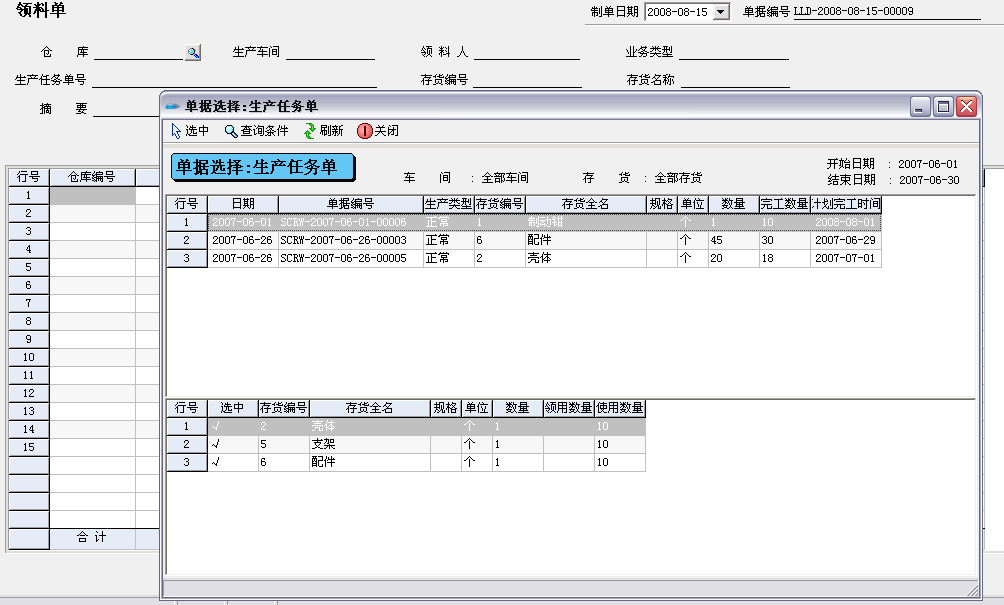 领料单
制单日期 2008-08-15 单据编号 LLD-2008-08-15-00009
仓 库 生产车间 领 料 人 业务类型
生产任务单号 存货编号 存货名称
摘 要
单据选择:生产任务单
选中 查询条件 刷新 关闭
单据选择:生产任务单
车 间 : 全部车间 存 货 : 全部存货
开始日期 : 2007-06-01
结束日期 : 2007-06-30
行号 日期 单据编号 生产类型 存货编号 存货全名 规格 单位 数量 完工数量 计划完工时间
1 2007-06-01 SCRW-2007-06-01-00006 正常 1 制动钳 个 1 10 2008-08-01
2 2007-06-26 SCRW-2007-06-26-00003 正常 6 配件 个 45 30 2007-06-29
3 2007-06-26 SCRW-2007-06-26-00005 正常 2 壳体 个 20 18 2007-07-01
行号 选中 存货编号 存货全名 规格 单位 数量 领用数量 使用数量
1 √ 2 壳体 个 1 10
2 √ 5 支架 个 1 10
3 √ 6 配件 个 1 10
行号 仓库编号
1
2
3
4
5
6
7
8
9
10
11
12
13
14
15
合 计